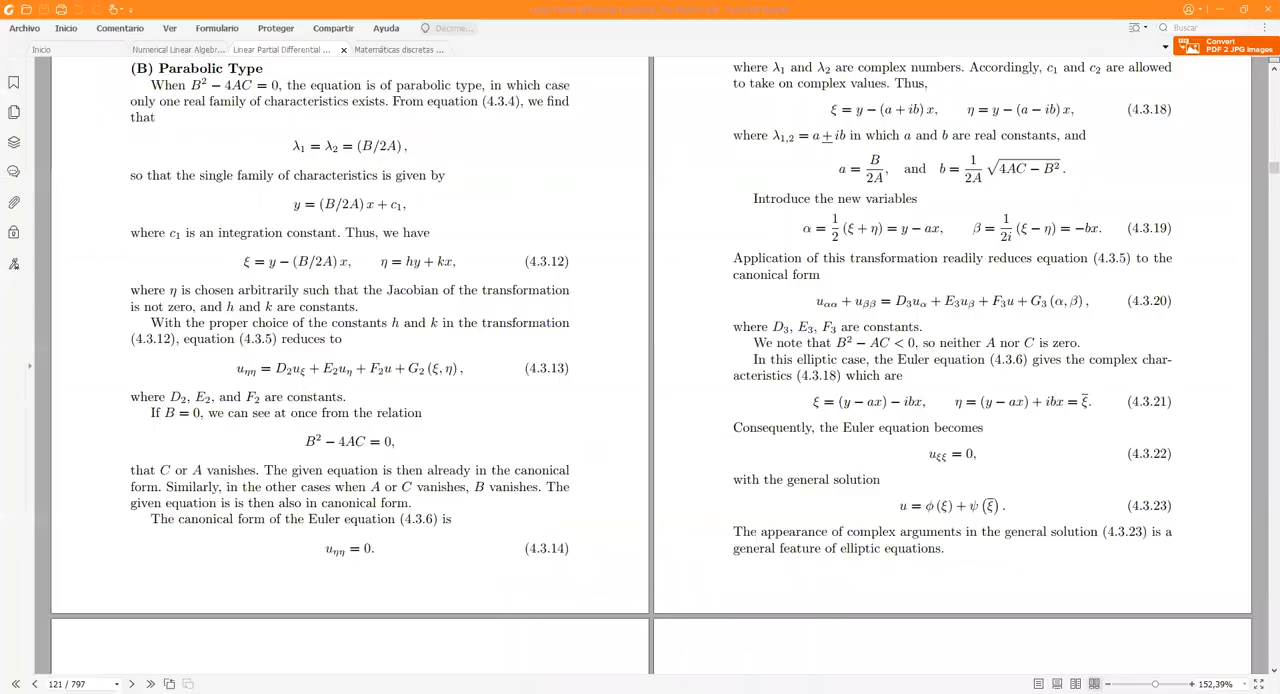 Archivo Inicio Comentario Ver Formulario Proteger Compartir Ayuda Decime... Buscar
Convert
PDF 2 JPG Images
Inicio Numerical Linear Algebr... Linear Partial Differential ... × Matemáticas discretas ...
(B) Parabolic Type
When B² − 4AC = 0, the equation is of parabolic type, in which case
only one real family of characteristics exists. From equation (4.3.4), we find
that
λ₁ = λ₂ = (B/2A) ,
so that the single family of characteristics is given by
y = (B/2A) x + c₁,
where c₁ is an integration constant. Thus, we have
ξ = y − (B/2A) x, η = hy + kx, (4.3.12)
where η is chosen arbitrarily such that the Jacobian of the transformation
is not zero, and h and k are constants.
With the proper choice of the constants h and k in the transformation
(4.3.12), equation (4.3.5) reduces to
u_ηη = D₂u_ξ + E₂u_η + F₂u + G₂ (ξ, η) , (4.3.13)
where D₂, E₂, and F₂ are constants.
If B = 0, we can see at once from the relation
B² − 4AC = 0,
that C or A vanishes. The given equation is then already in the canonical
form. Similarly, in the other cases when A or C vanishes, B vanishes. The
given equation is is then also in canonical form.
The canonical form of the Euler equation (4.3.6) is
u_ηη = 0. (4.3.14)
where λ₁ and λ₂ are complex numbers. Accordingly, c₁ and c₂ are allowed
to take on complex values. Thus,
ξ = y − (a + ib) x, η = y − (a − ib) x, (4.3.18)
where λ₁,₂ = a ± ib in which a and b are real constants, and
a = B/2A, and b = 1/2A √(4AC − B²) .
Introduce the new variables
α = 1/2 (ξ + η) = y − ax, β = 1/2i (ξ − η) = −bx. (4.3.19)
Application of this transformation readily reduces equation (4.3.5) to the
canonical form
u_αα + u_ββ = D₃u_α + E₃u_β + F₃u + G₃ (α, β) , (4.3.20)
where D₃, E₃, F₃ are constants.
We note that B² − AC < 0, so neither A nor C is zero.
In this elliptic case, the Euler equation (4.3.6) gives the complex char-
acteristics (4.3.18) which are
ξ = (y − ax) − ibx, η = (y − ax) + ibx = ξ̅. (4.3.21)
Consequently, the Euler equation becomes
u_ξξ̅ = 0, (4.3.22)
with the general solution
u = ϕ (ξ) + ψ (ξ̅) . (4.3.23)
The appearance of complex arguments in the general solution (4.3.23) is a
general feature of elliptic equations.
121 / 797 152,39%